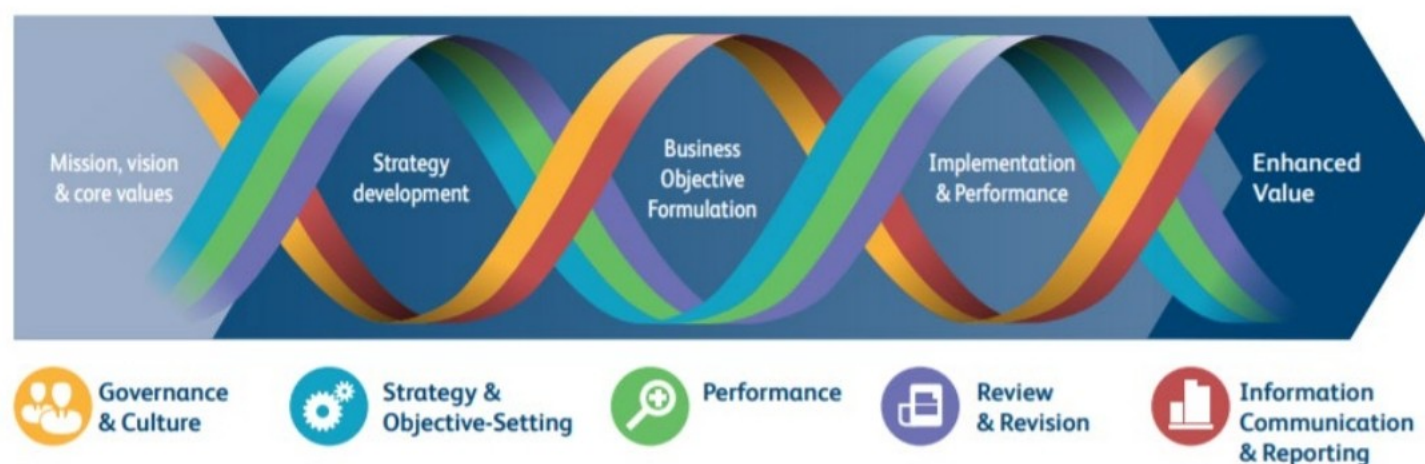 Mission, vision
& core values
Strategy
development
Business
Objective
Formulation
Implementation
& Performance
Enhanced
Value
Governance
& Culture
Strategy &
Objective-Setting
Performance
Review
& Revision
Information
Communication
& Reporting